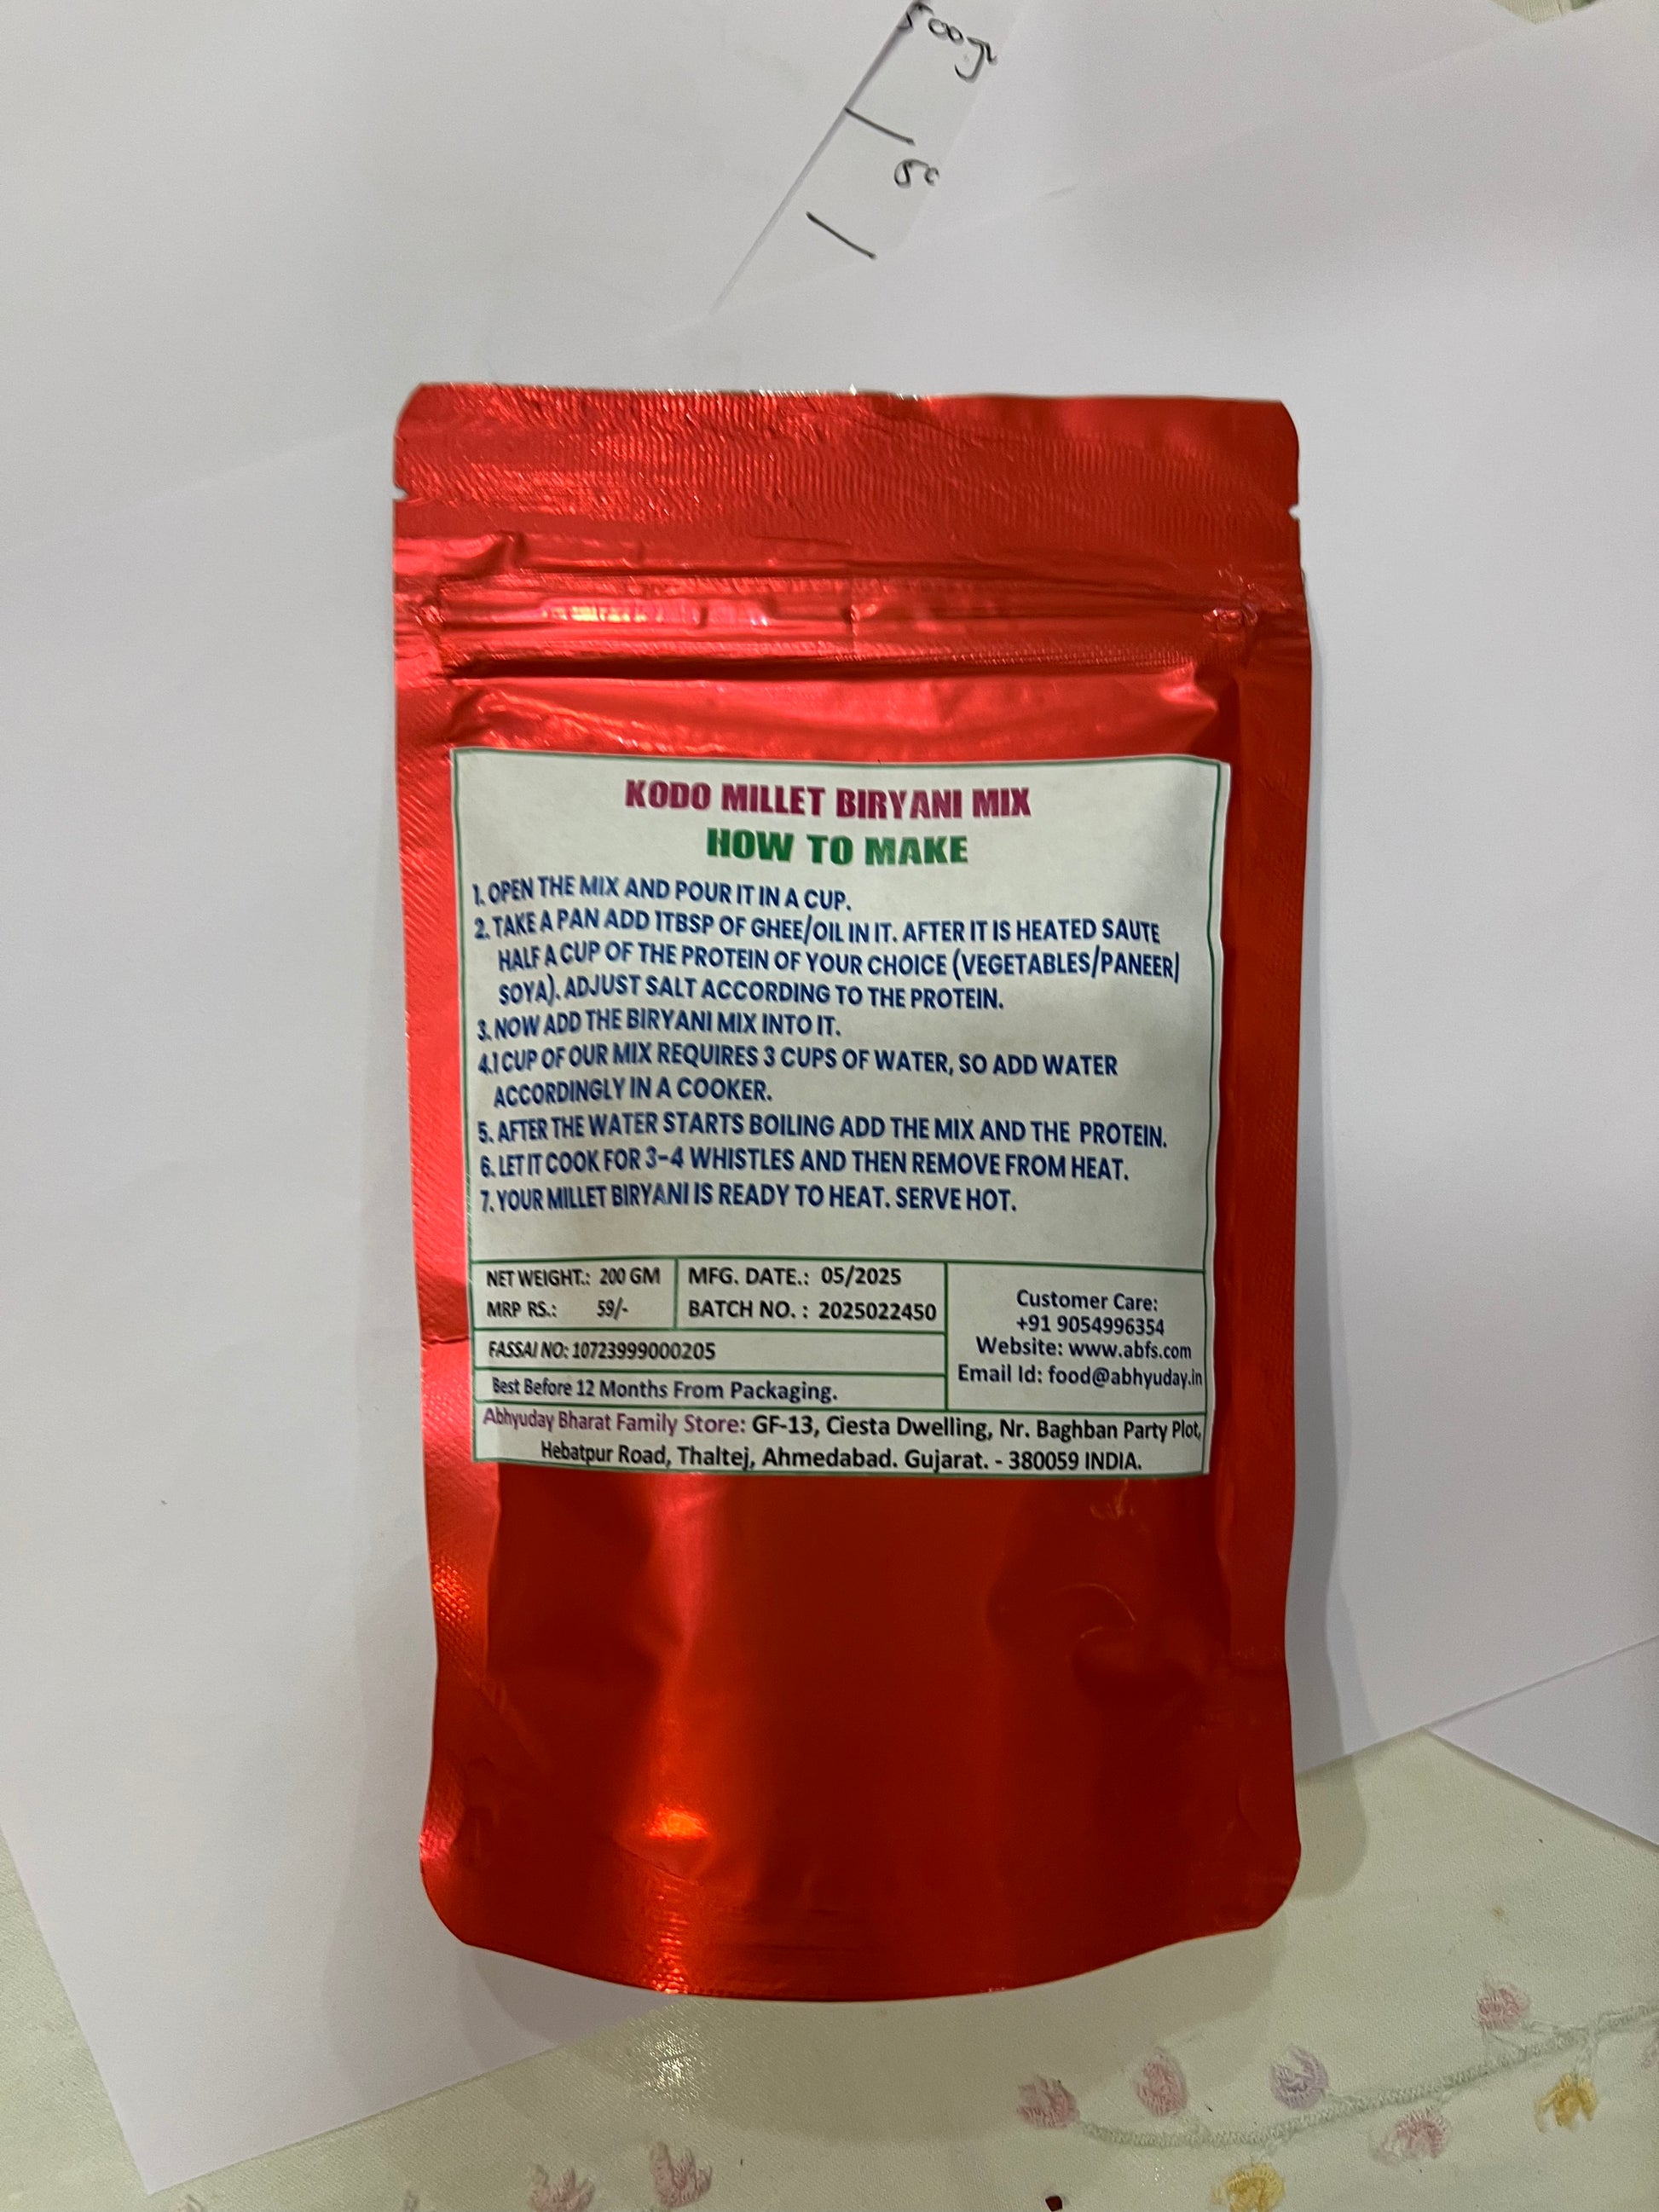 500g
50
KODO MILLET BIRYANI MIX
HOW TO MAKE
1. OPEN THE MIX AND POUR IT IN A CUP.
2. TAKE A PAN ADD 1TBSP OF GHEE/OIL IN IT. AFTER IT IS HEATED SAUTE
HALF A CUP OF THE PROTEIN OF YOUR CHOICE (VEGETABLES/PANEER/
SOYA). ADJUST SALT ACCORDING TO THE PROTEIN.
3. NOW ADD THE BIRYANI MIX INTO IT.
4.1 CUP OF OUR MIX REQUIRES 3 CUPS OF WATER, SO ADD WATER
ACCORDINGLY IN A COOKER.
5. AFTER THE WATER STARTS BOILING ADD THE MIX AND THE PROTEIN.
6. LET IT COOK FOR 3-4 WHISTLES AND THEN REMOVE FROM HEAT.
7. YOUR MILLET BIRYANI IS READY TO HEAT. SERVE HOT.
NET WEIGHT.: 200 GM
MRP RS.: 59/-
MFG. DATE.: 05/2025
BATCH NO. : 2025022450
FASSAI NO: 10723999000205
Best Before 12 Months From Packaging.
Customer Care:
+91 9054996354
Website: www.abfs.com
Email Id: food@abhyuday.in
Abhyuday Bharat Family Store: GF-13, Ciesta Dwelling, Nr. Baghban Party Plot,
Hebatpur Road, Thaltej, Ahmedabad. Gujarat. - 380059 INDIA.